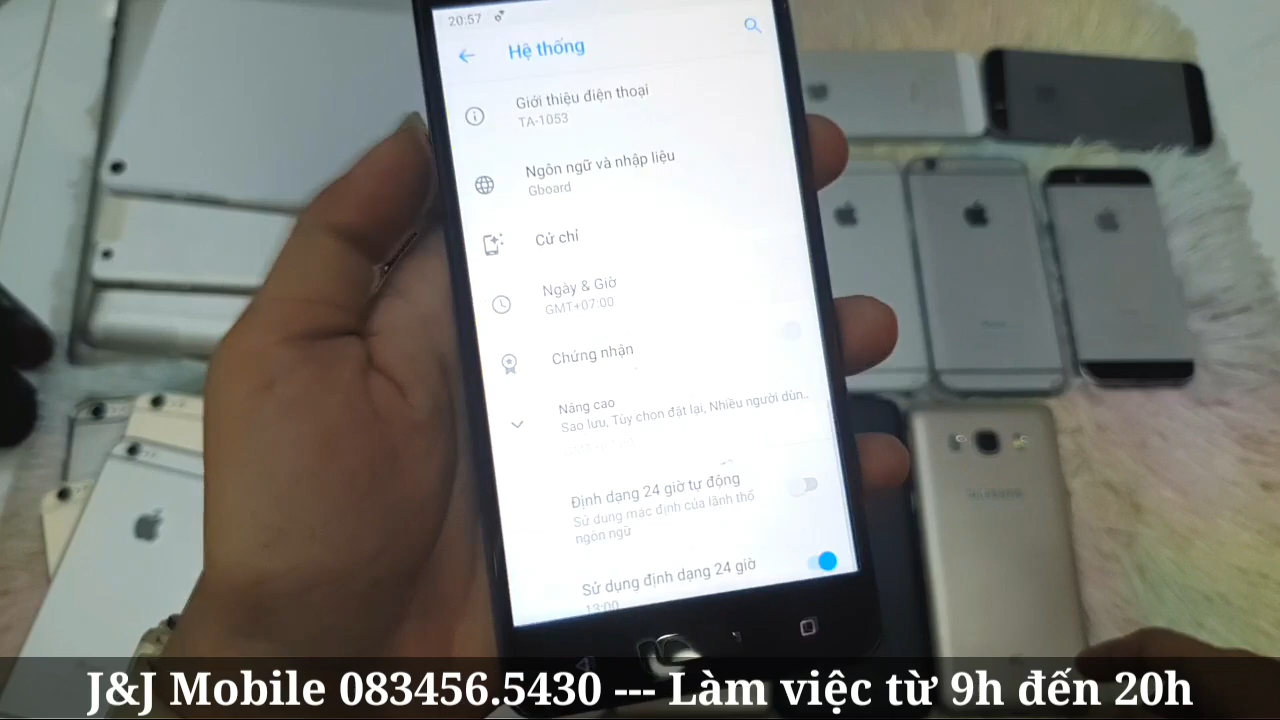 20:57
Hệ thống
Giới thiệu điện thoại
TA-1053
Ngôn ngữ và nhập liệu
Gboard
Cử chỉ
Ngày & Giờ
GMT+07:00
Chứng nhận
Nâng cao
Sao lưu, Tùy chọn đặt lại, Nhiều người dùn..
Định dạng 24 giờ tự động
Sử dụng mặc định của lãnh thổ
ngôn ngữ
Sử dụng định dạng 24 giờ
13:00
SAMSUNG
J&J Mobile 083456.5430 --- Làm việc từ 9h đến 20h